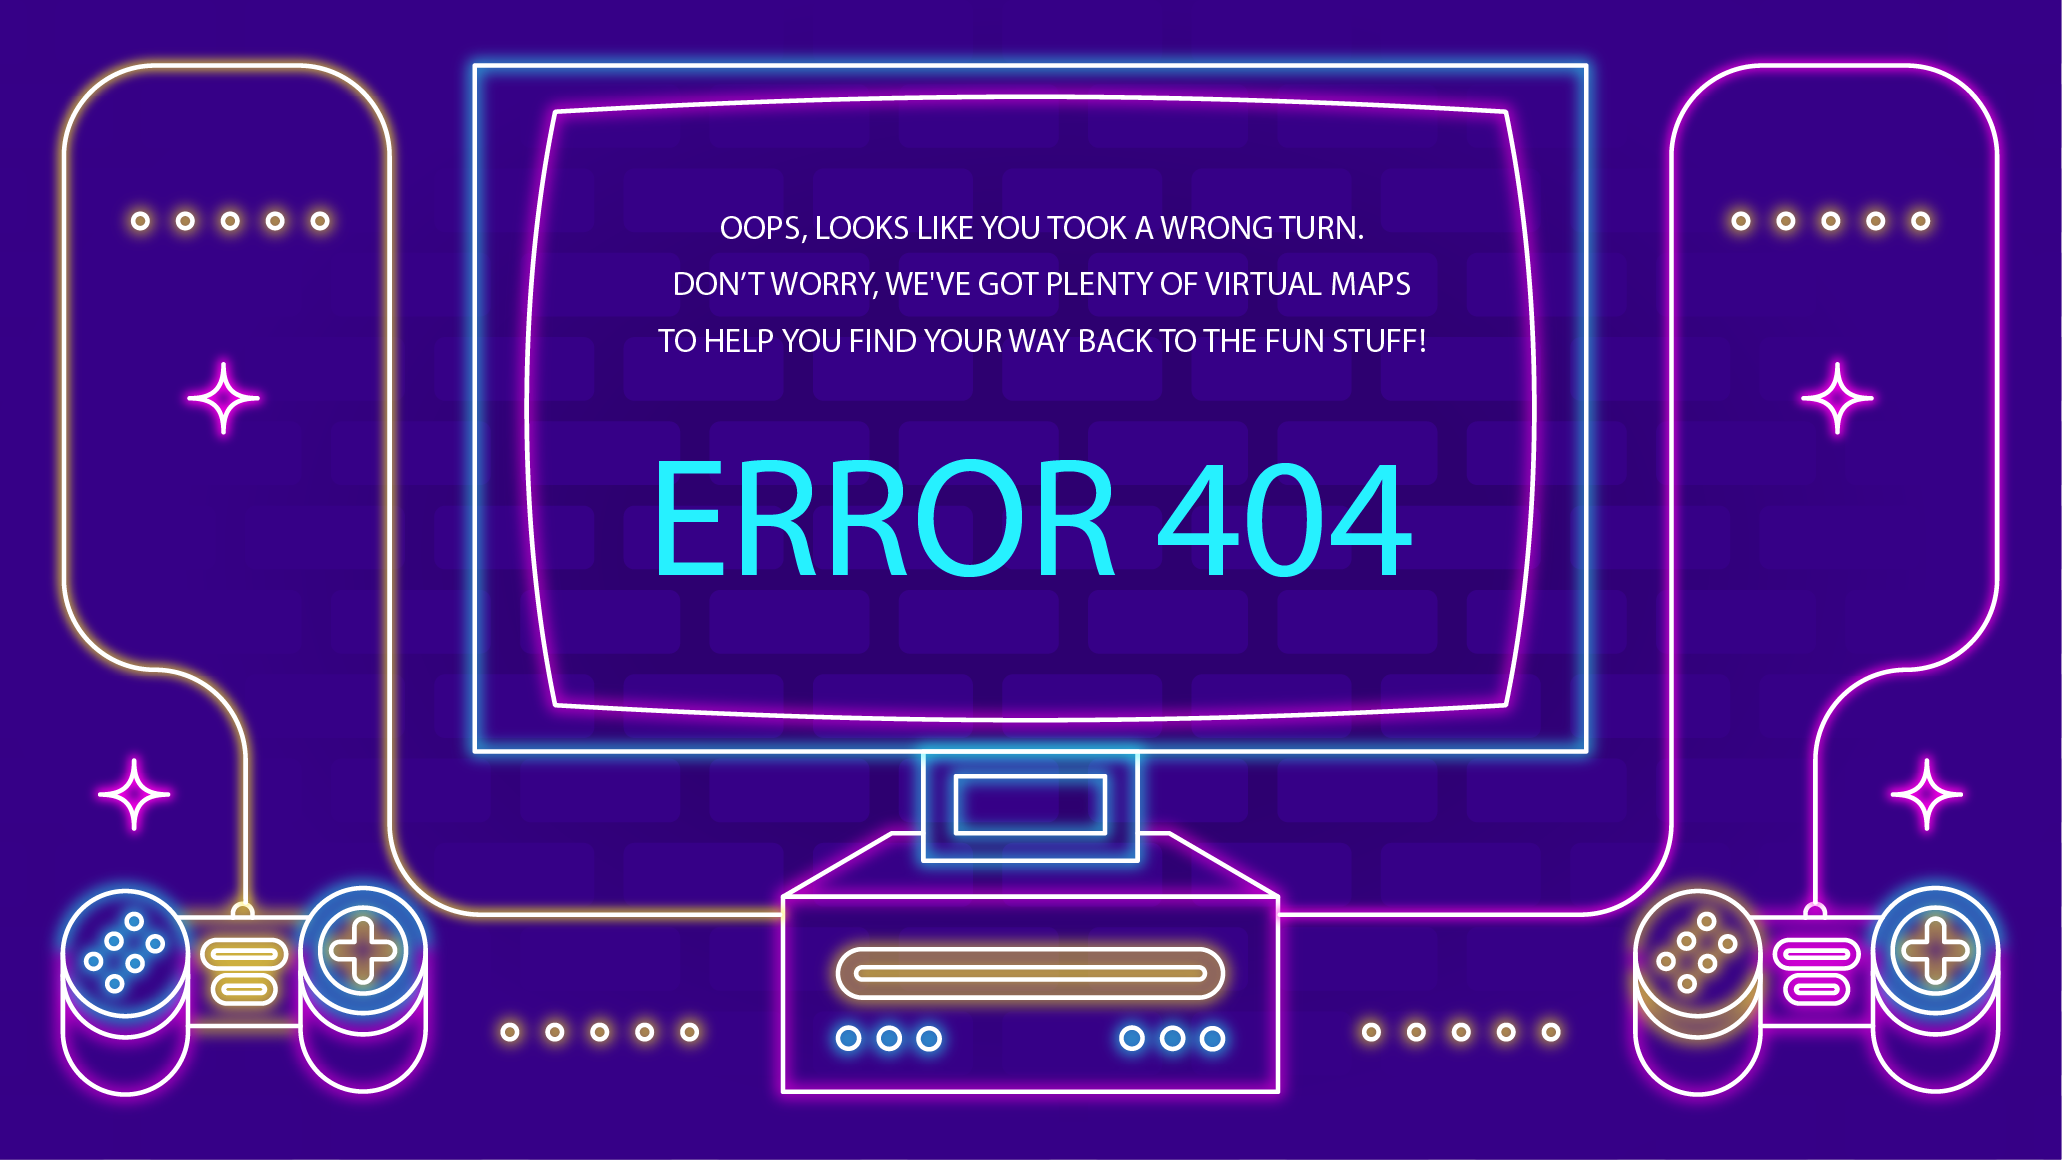 OOPS, LOOKS LIKE YOU TOOK A WRONG TURN.
DON’T WORRY, WE'VE GOT PLENTY OF VIRTUAL MAPS
TO HELP YOU FIND YOUR WAY BACK TO THE FUN STUFF!
ERROR 404